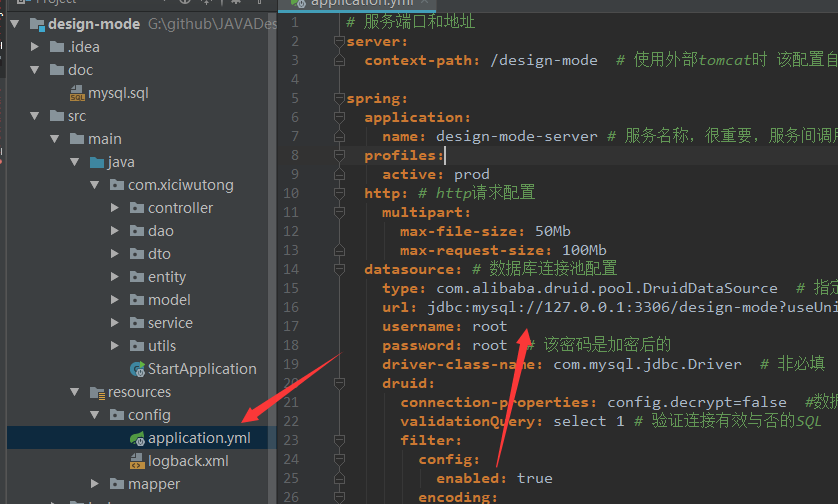 Project
design-mode G:\github\JAVADes
.idea
doc
mysql.sql
src
main
java
com.xiciwutong
controller
dao
dto
entity
model
service
utils
StartApplication
resources
config
application.yml
logback.xml
mapper
application.yml
1 # 服务端口和地址
2 server:
3 context-path: /design-mode # 使用外部tomcat时 该配置自
4
5 spring:
6 application:
7 name: design-mode-server # 服务名称，很重要，服务间调用
8 profiles:
9 active: prod
10 http: # http请求配置
11 multipart:
12 max-file-size: 50Mb
13 max-request-size: 100Mb
14 datasource: # 数据库连接池配置
15 type: com.alibaba.druid.pool.DruidDataSource # 指定
16 url: jdbc:mysql://127.0.0.1:3306/design-mode?useUni
17 username: root
18 password: root # 该密码是加密后的
19 driver-class-name: com.mysql.jdbc.Driver # 非必填
20 druid:
21 connection-properties: config.decrypt=false #数据
22 validationQuery: select 1 # 验证连接有效与否的SQL
23 filter:
24 config:
25 enabled: true
26 encoding: